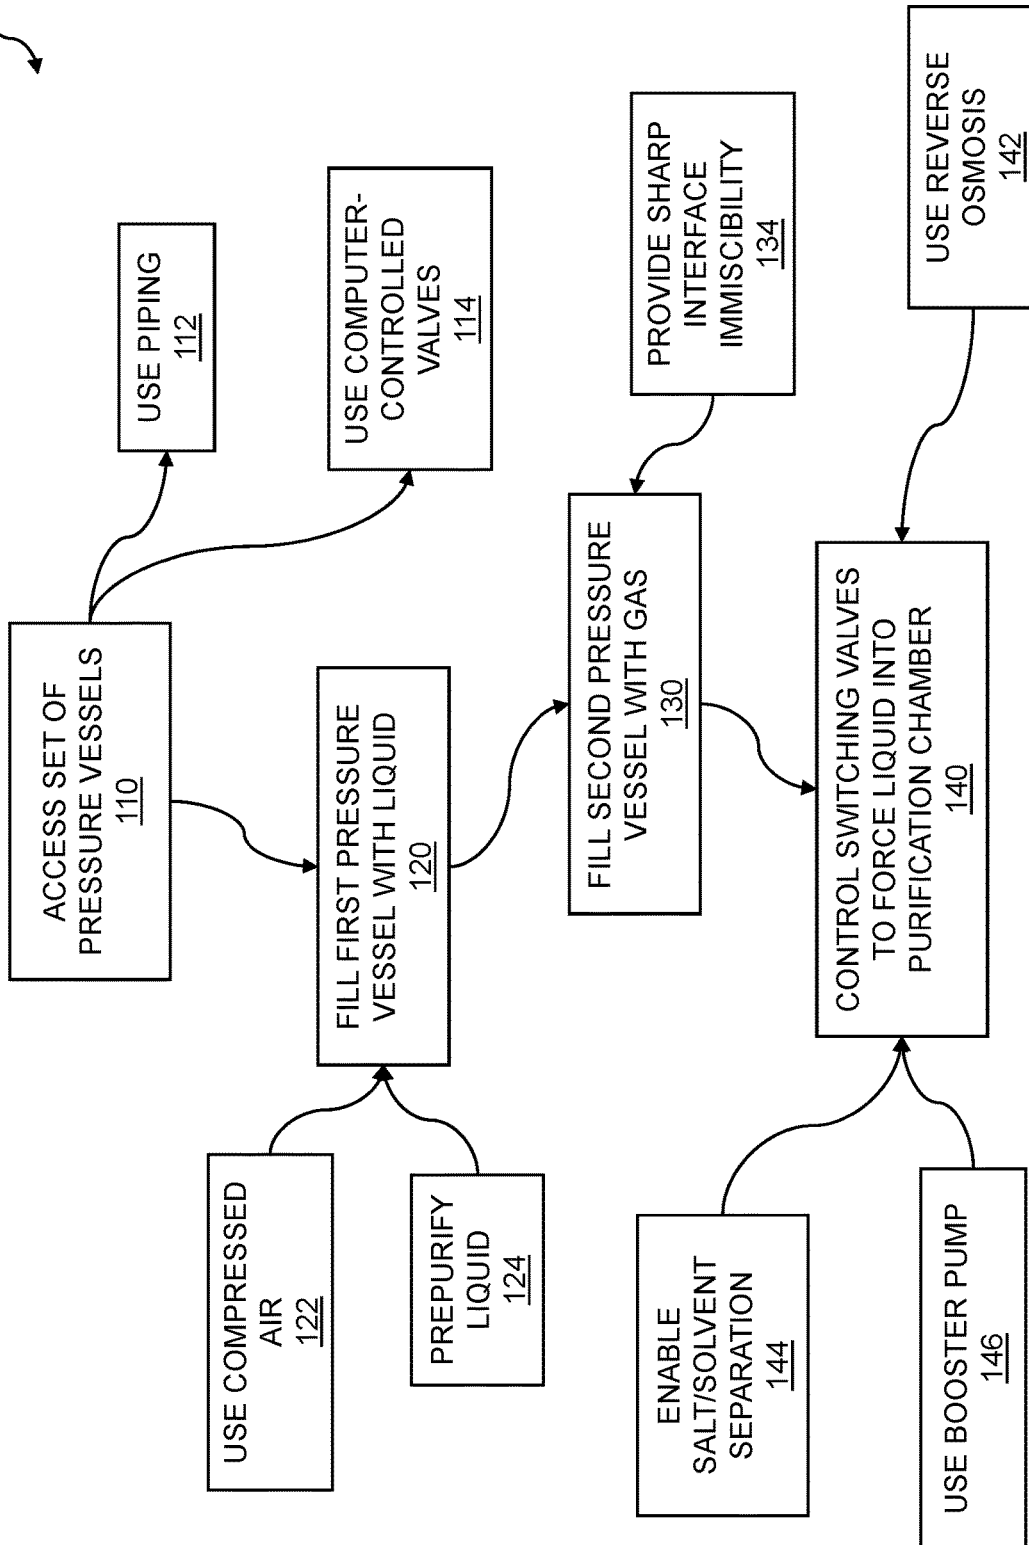 ACCESS SET OF
PRESSURE VESSELS
110
USE PIPING
112
USE COMPUTER-
CONTROLLED
VALVES
114
FILL FIRST PRESSURE
VESSEL WITH LIQUID
120
USE COMPRESSED
AIR
122
PREPURIFY
LIQUID
124
FILL SECOND PRESSURE
VESSEL WITH GAS
130
PROVIDE SHARP
INTERFACE
IMMISCIBILITY
134
CONTROL SWITCHING VALVES
TO FORCE LIQUID INTO
PURIFICATION CHAMBER
140
USE REVERSE
OSMOSIS
142
ENABLE
SALT/SOLVENT
SEPARATION
144
USE BOOSTER PUMP
146